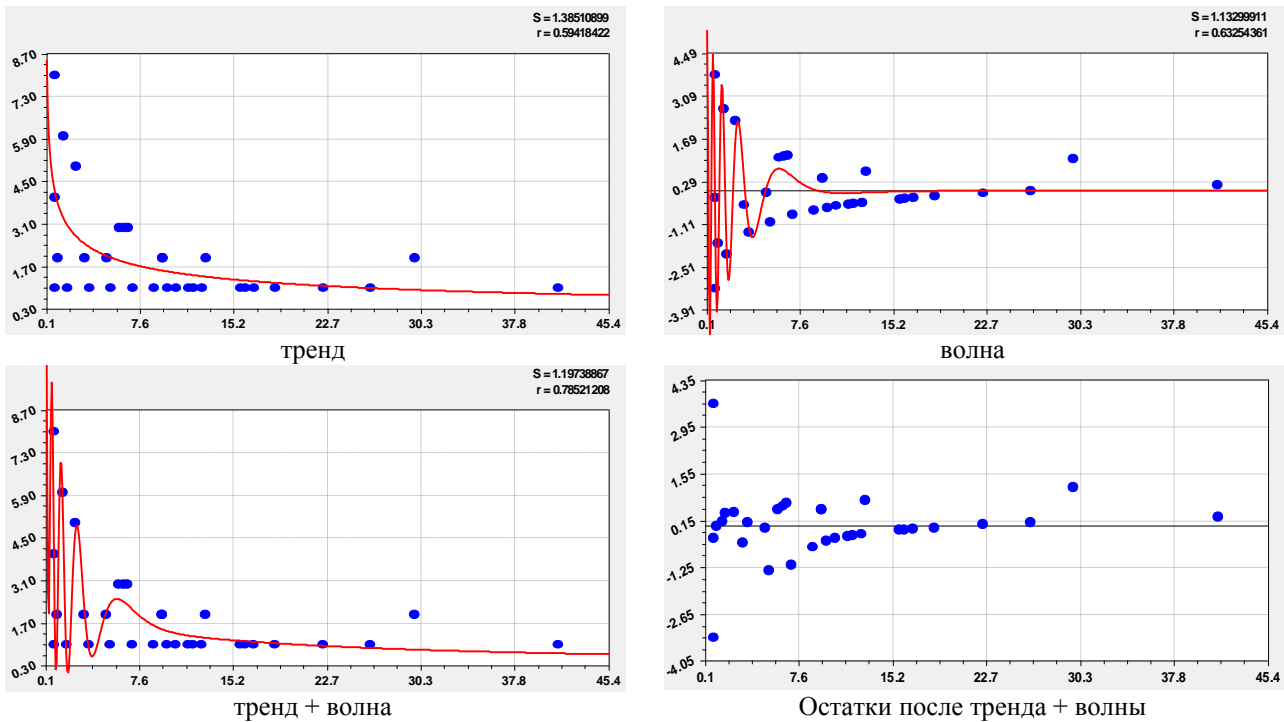 S = 1.38510899
r = 0.59418422
8.70
7.30
5.90
4.50
3.10
1.70
0.30
0.1 7.6 15.2 22.7 30.3 37.8 45.4
тренд
S = 1.13299911
r = 0.63254361
4.49
3.09
1.69
0.29
-1.11
-2.51
-3.91
0.1 7.6 15.2 22.7 30.3 37.8 45.4
волна
S = 1.19738867
r = 0.78521208
8.70
7.30
5.90
4.50
3.10
1.70
0.30
0.1 7.6 15.2 22.7 30.3 37.8 45.4
тренд + волна
4.35
2.95
1.55
0.15
-1.25
-2.65
-4.05
0.1 7.6 15.2 22.7 30.3 37.8 45.4
Остатки после тренда + волны